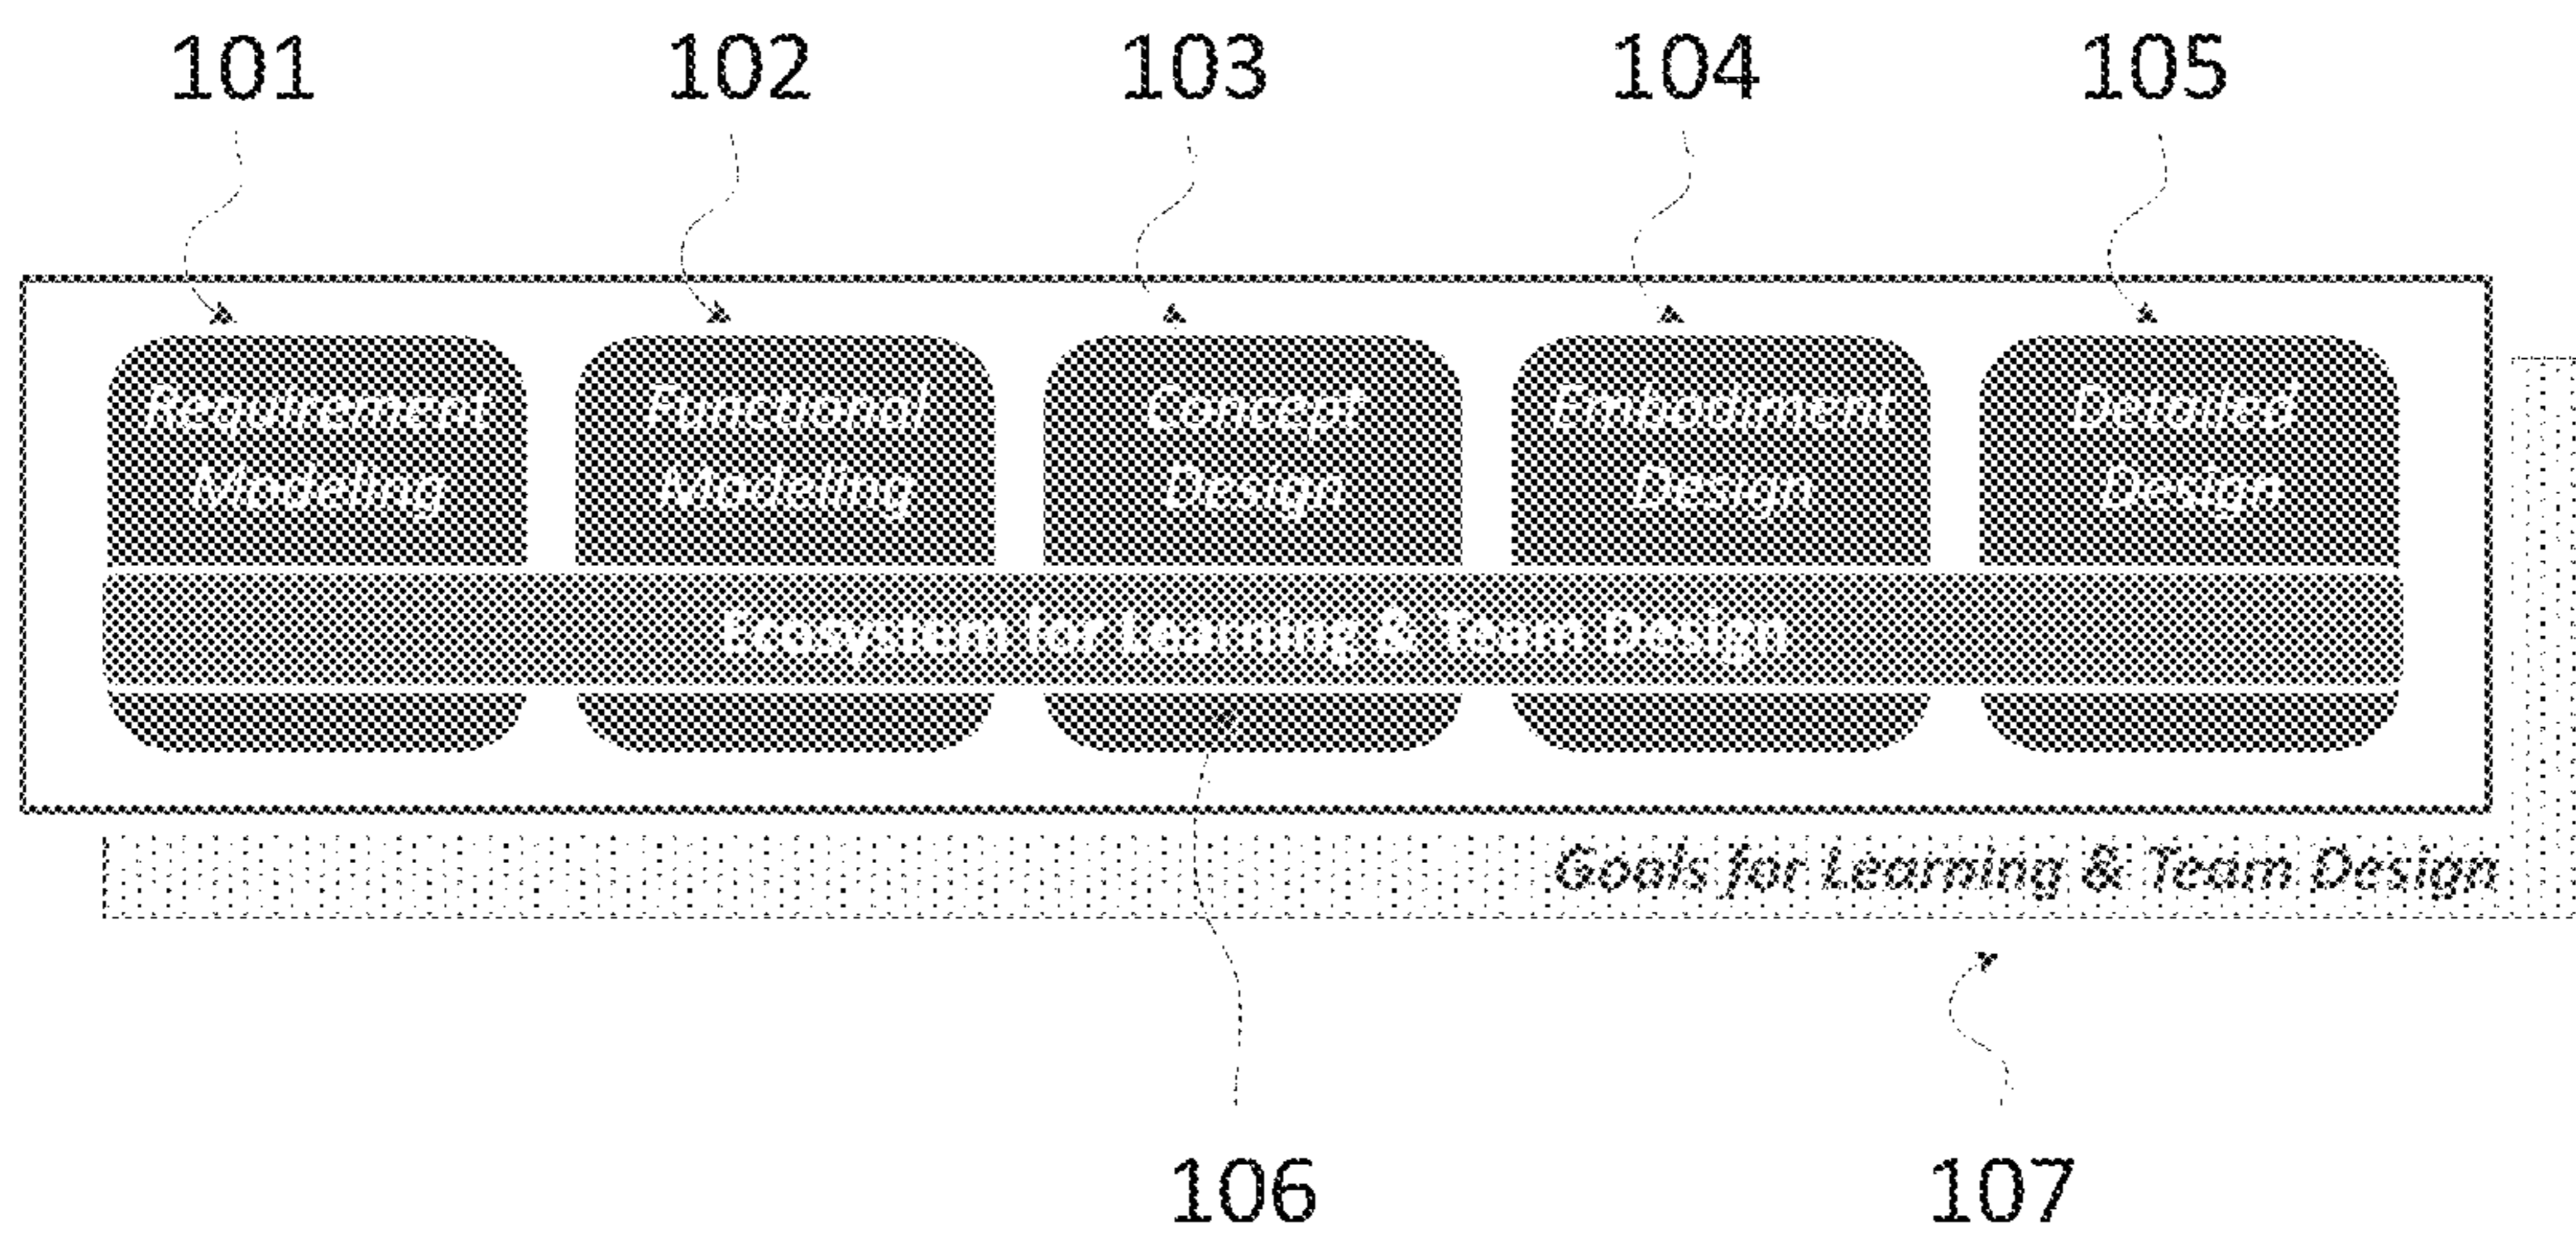 101
102
103
104
105
Requirement
Modeling
Functional
Modeling
Concept
Design
Embodiment
Design
Detailed
Design
Ecosystem for Learning & Team Design
Goals for Learning & Team Design
106
107